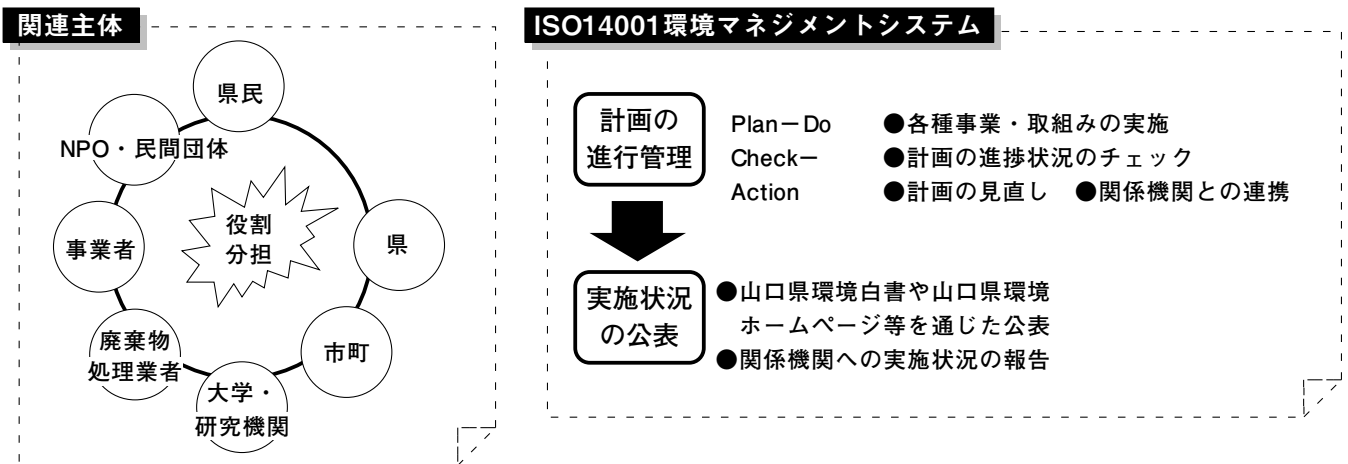 関連主体
県民
NPO・民間団体
役割
分担
県
事業者
市町
廃棄物
処理業者
大学・
研究機関
ISO14001環境マネジメントシステム
計画の
進行管理
Plan－Do ●各種事業・取組みの実施
Check－ ●計画の進捗状況のチェック
Action ●計画の見直し ●関係機関との連携
実施状況
の公表
●山口県環境白書や山口県環境
ホームページ等を通じた公表
●関係機関への実施状況の報告